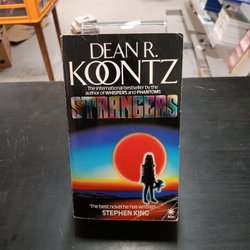 DEAN R.
KOONTZ
The international bestseller by the
author of WHISPERS and PHANTOMS
STRANGERS
'The best novel he has written'
STEPHEN KING